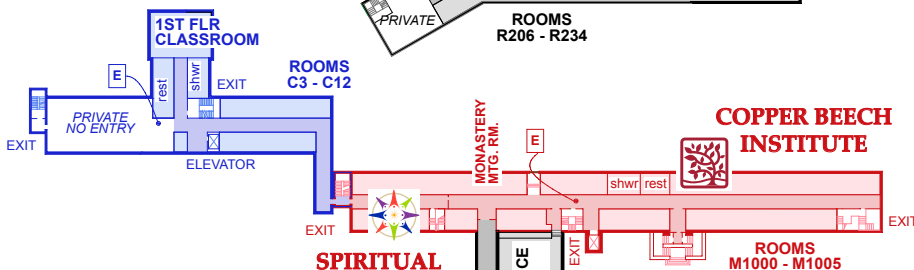 PRIVATE
ROOMS
R206 - R234
1ST FLR
CLASSROOM
E
rest
shwr
EXIT
ROOMS
C3 - C12
PRIVATE
NO ENTRY
EXIT
ELEVATOR
MONASTERY
MTG. RM.
E
COPPER BEECH
INSTITUTE
shwr
rest
EXIT
EXIT
SPIRITUAL
CE
EXIT
ROOMS
M1000 - M1005